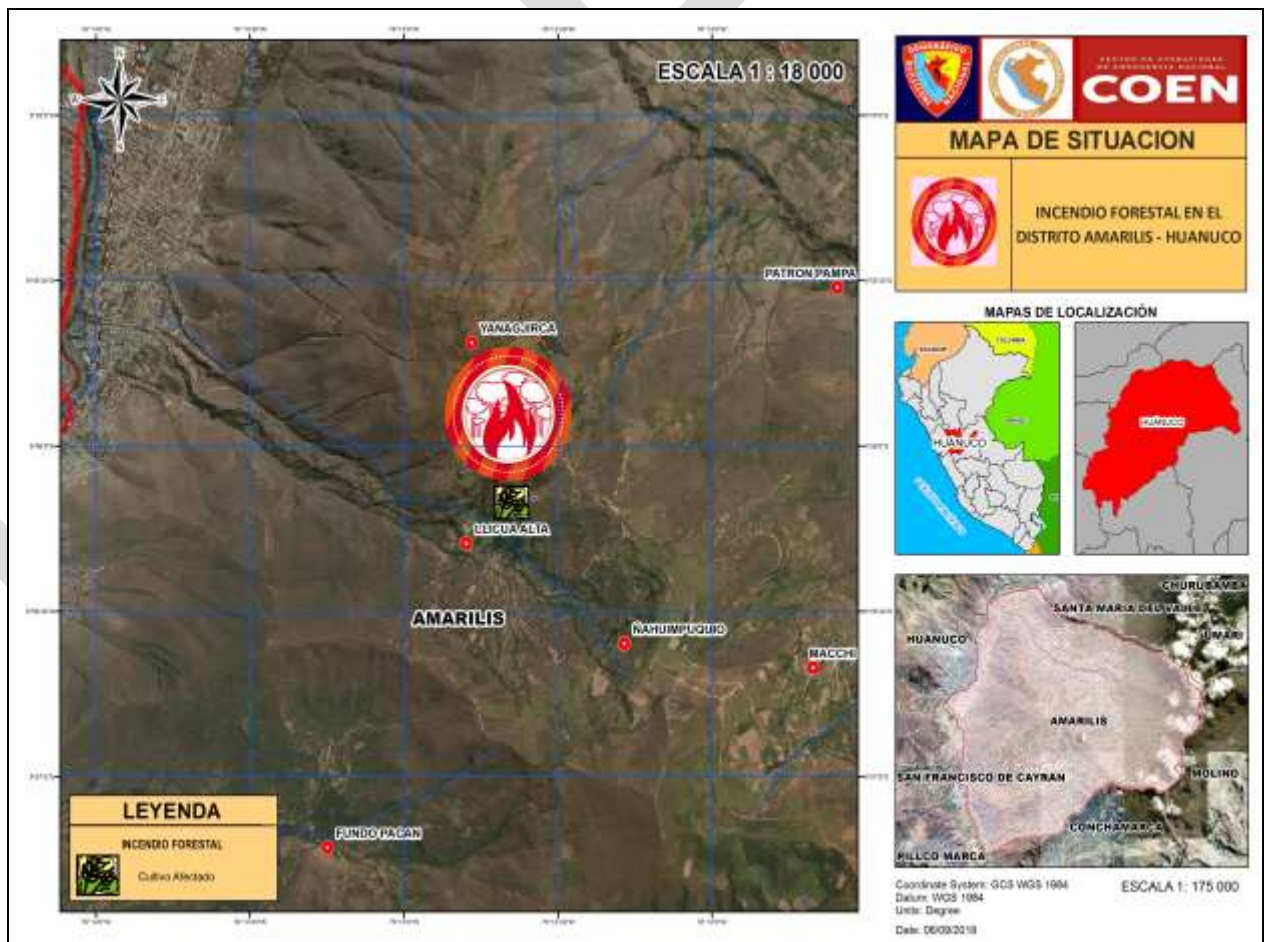 ESCALA 1 : 18 000
N
W
E
S
PATRON PAMPA
YANAGJIRCA
LLICUA ALTA
AMARILIS
ÑAHUIMPUQUIO
MACCHI
FUNDO PACAN
LEYENDA
INCENDIO FORESTAL
Cultivo Afectado
COEN
MAPA DE SITUACION
INCENDIO FORESTAL EN EL
DISTRITO AMARILIS - HUANUCO
MAPAS DE LOCALIZACIÓN
HUANUCO
HUÁNUCO
CHURUBAMBA
SANTA MARIA DEL VALLE
HUANUCO
UMARI
AMARILIS
SAN FRANCISCO DE CAYRAN
MOLINO
CONCHAMARCA
PILLCO MARCA
Coordinate System: GCS WGS 1984
Datum: WGS 1984
Units: Degree
Date: 06/09/2018
ESCALA 1: 175 000